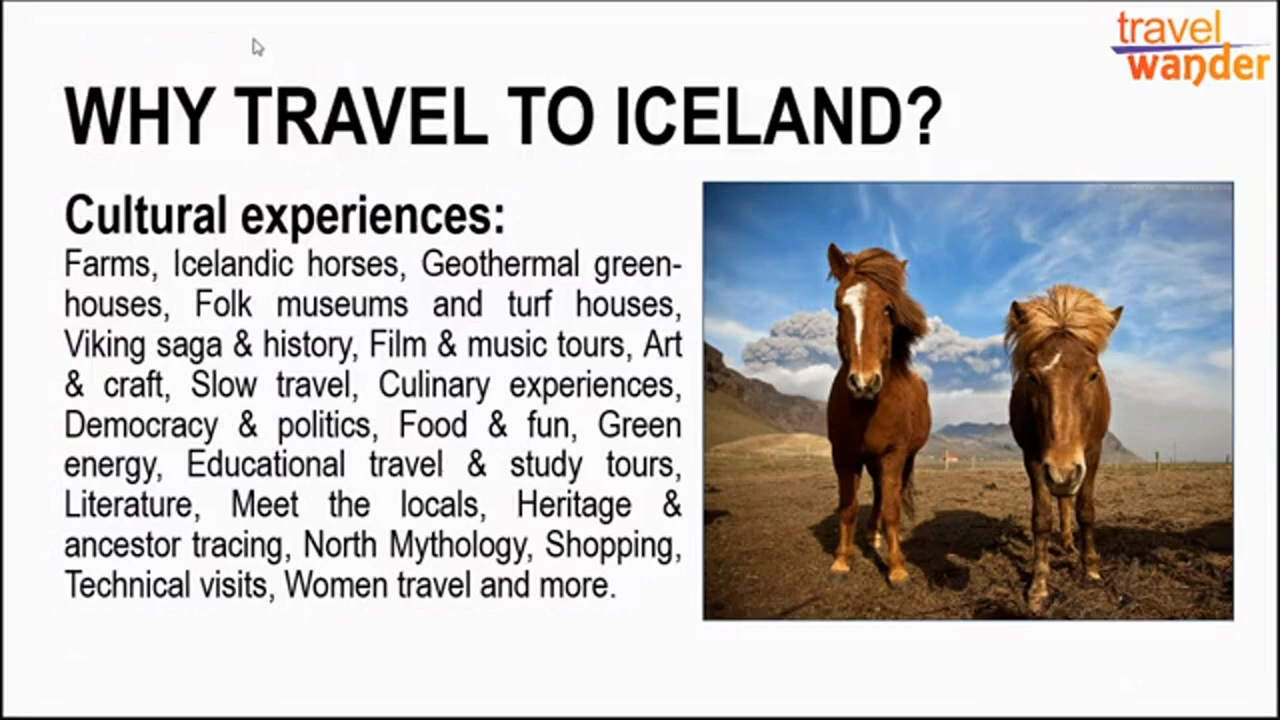 travel
wander
WHY TRAVEL TO ICELAND?
Cultural experiences:
Farms, Icelandic horses, Geothermal green-
houses, Folk museums and turf houses,
Viking saga & history, Film & music tours, Art
& craft, Slow travel, Culinary experiences,
Democracy & politics, Food & fun, Green
energy, Educational travel & study tours,
Literature, Meet the locals, Heritage &
ancestor tracing, North Mythology, Shopping,
Technical visits, Women travel and more.